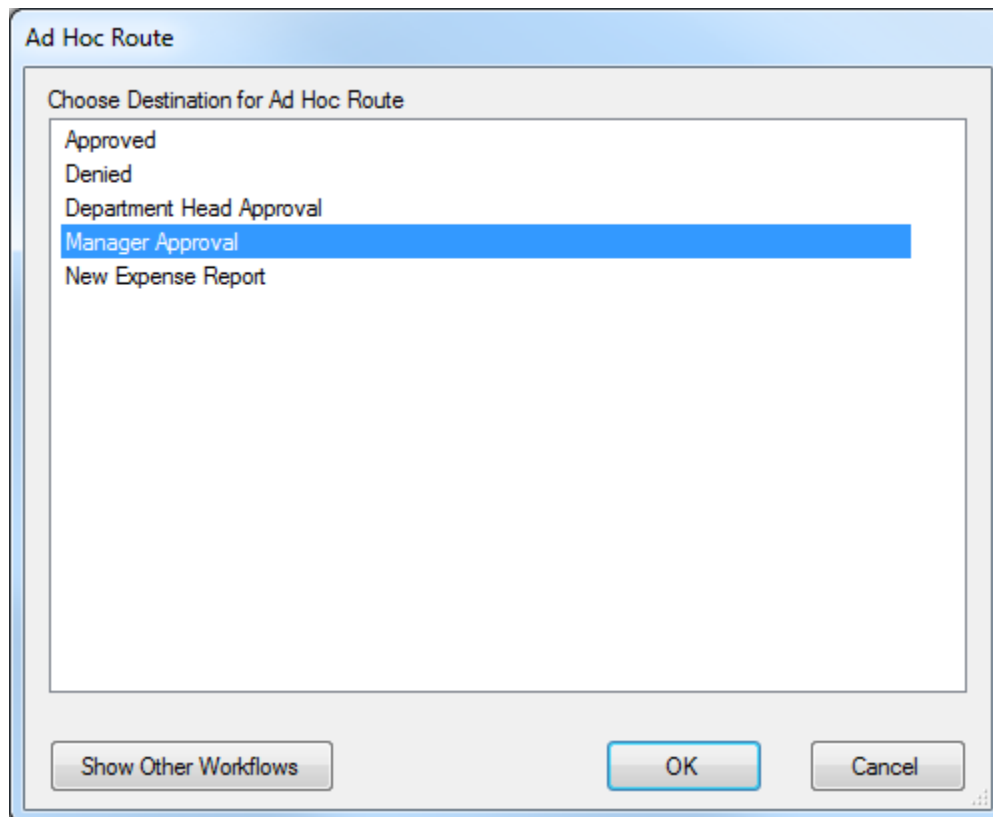 Ad Hoc Route
Choose Destination for Ad Hoc Route
Approved
Denied
Department Head Approval
Manager Approval
New Expense Report
Show Other Workflows
OK
Cancel